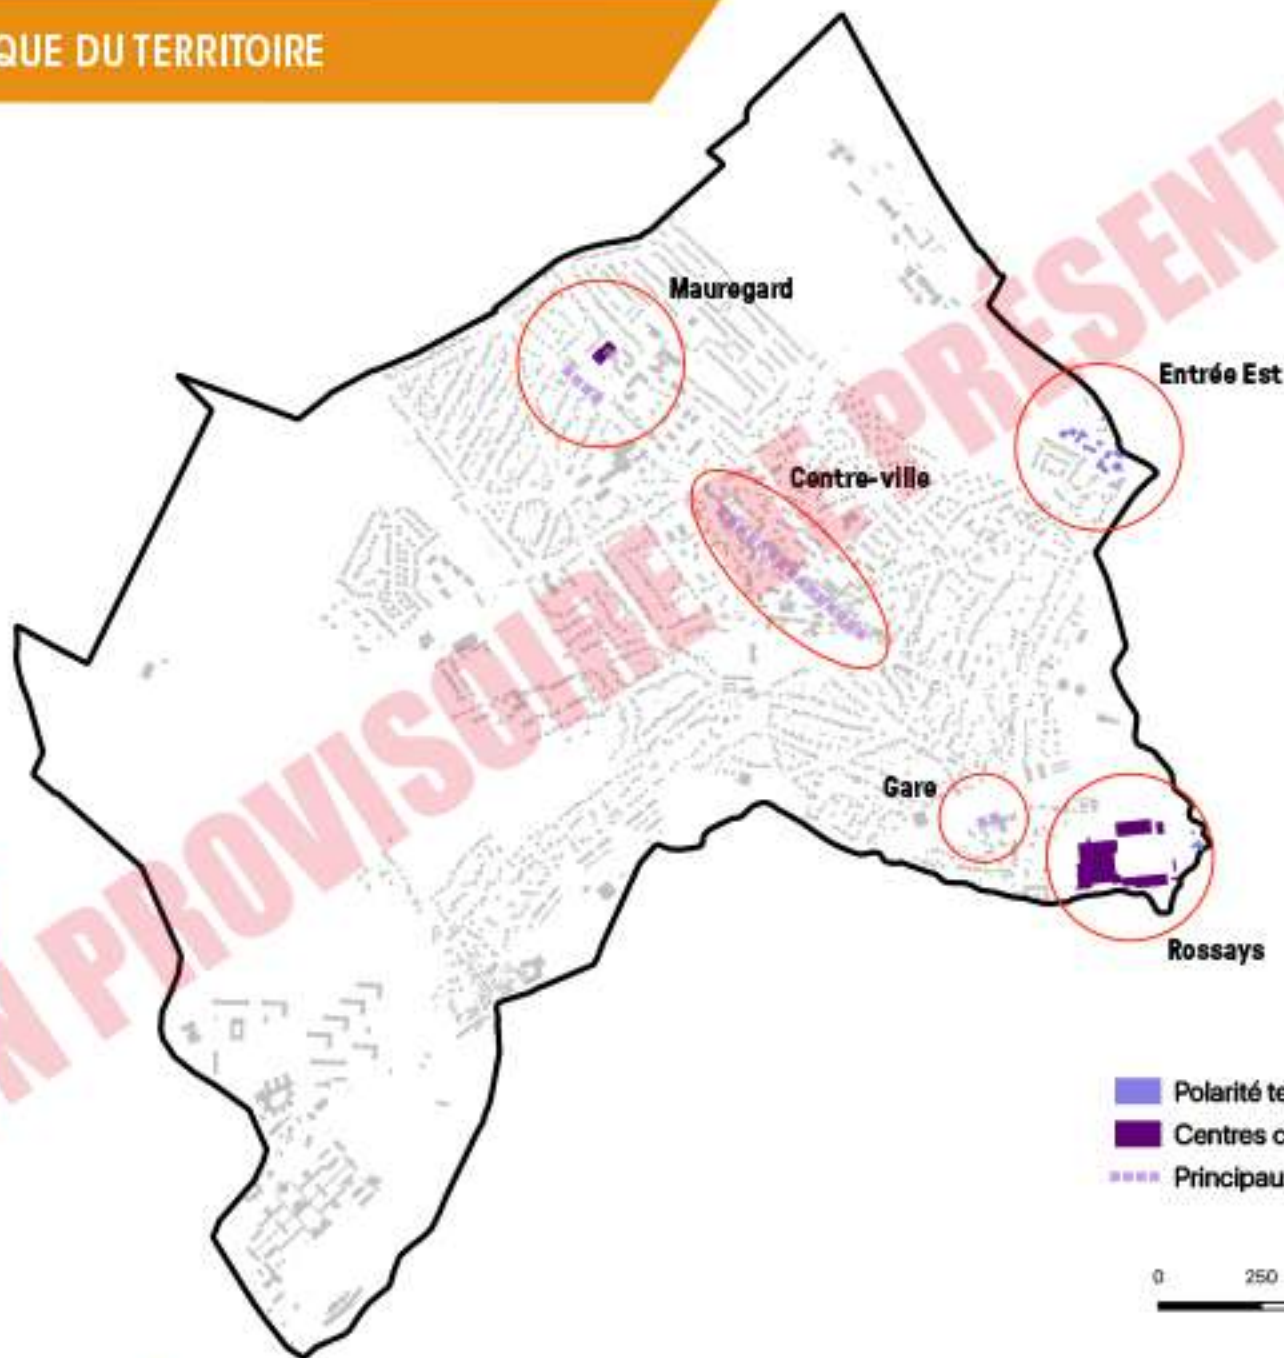 QUE DU TERRITOIRE
Mauregard
Entrée Est
Centre-ville
Gare
Rossays
Polarité te
Centres c
Principau
0 250
N PROVISOIRE E PRÉSENT